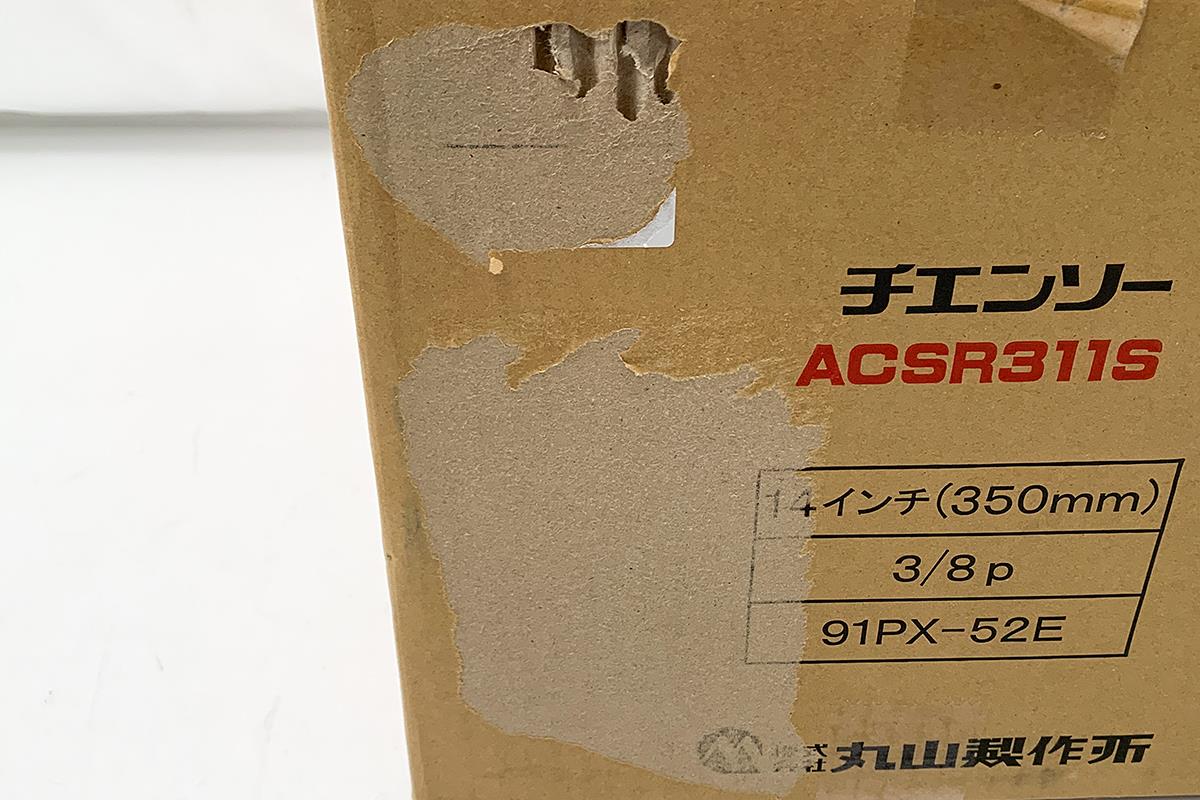 チエンソー
ACSR311S
14インチ(350mm)
3/8p
91PX-52E
株式会社 丸山製作所